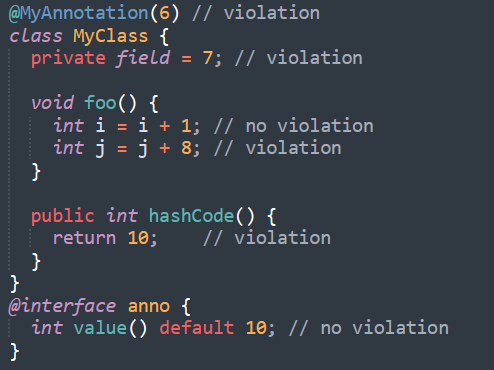 @MyAnnotation(6) // violation
class MyClass {
  private field = 7; // violation

  void foo() {
    int i = i + 1; // no violation
    int j = j + 8; // violation
  }

  public int hashCode() {
    return 10;    // violation
  }
}
@interface anno {
  int value() default 10; // no violation
}